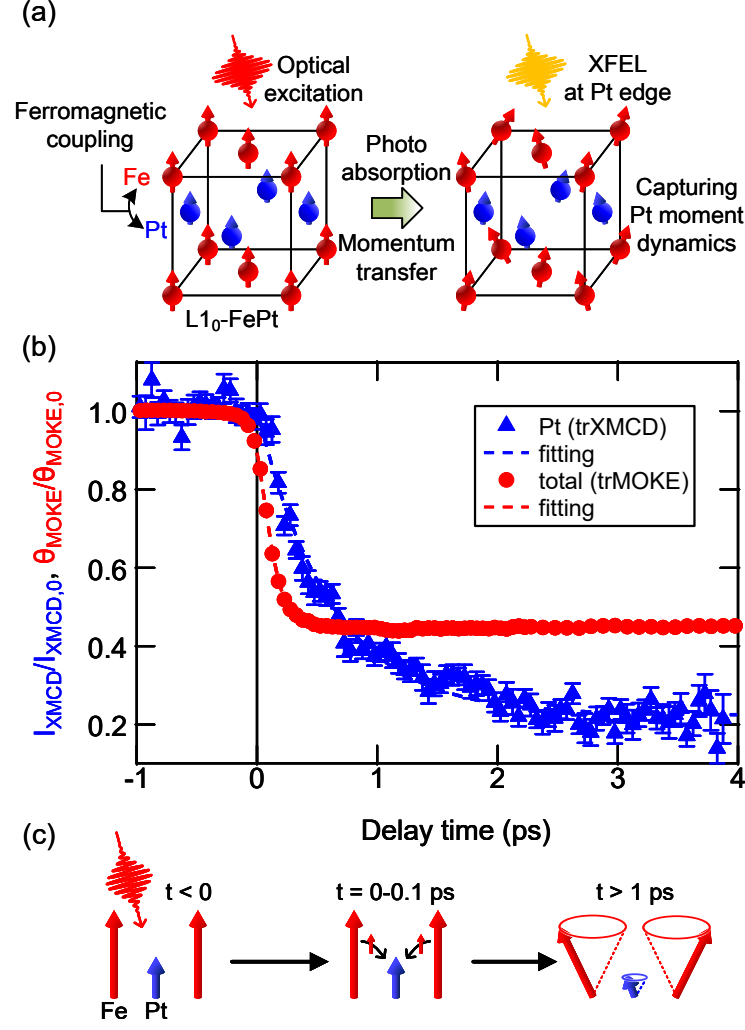 (a)
Optical
excitation
XFEL
at Pt edge
Ferromagnetic
coupling
Fe
Pt
Photo
absorption
Momentum
transfer
Capturing
Pt moment
dynamics
L1₀-FePt
(b)
I_XMCD/I_XMCD,0, θ_MOKE/θ_MOKE,0
1.0
0.8
0.6
0.4
0.2
Pt (trXMCD)
fitting
total (trMOKE)
fitting
-1 0 1 2 3 4
Delay time (ps)
(c)
t < 0
t = 0-0.1 ps
t > 1 ps
Fe Pt